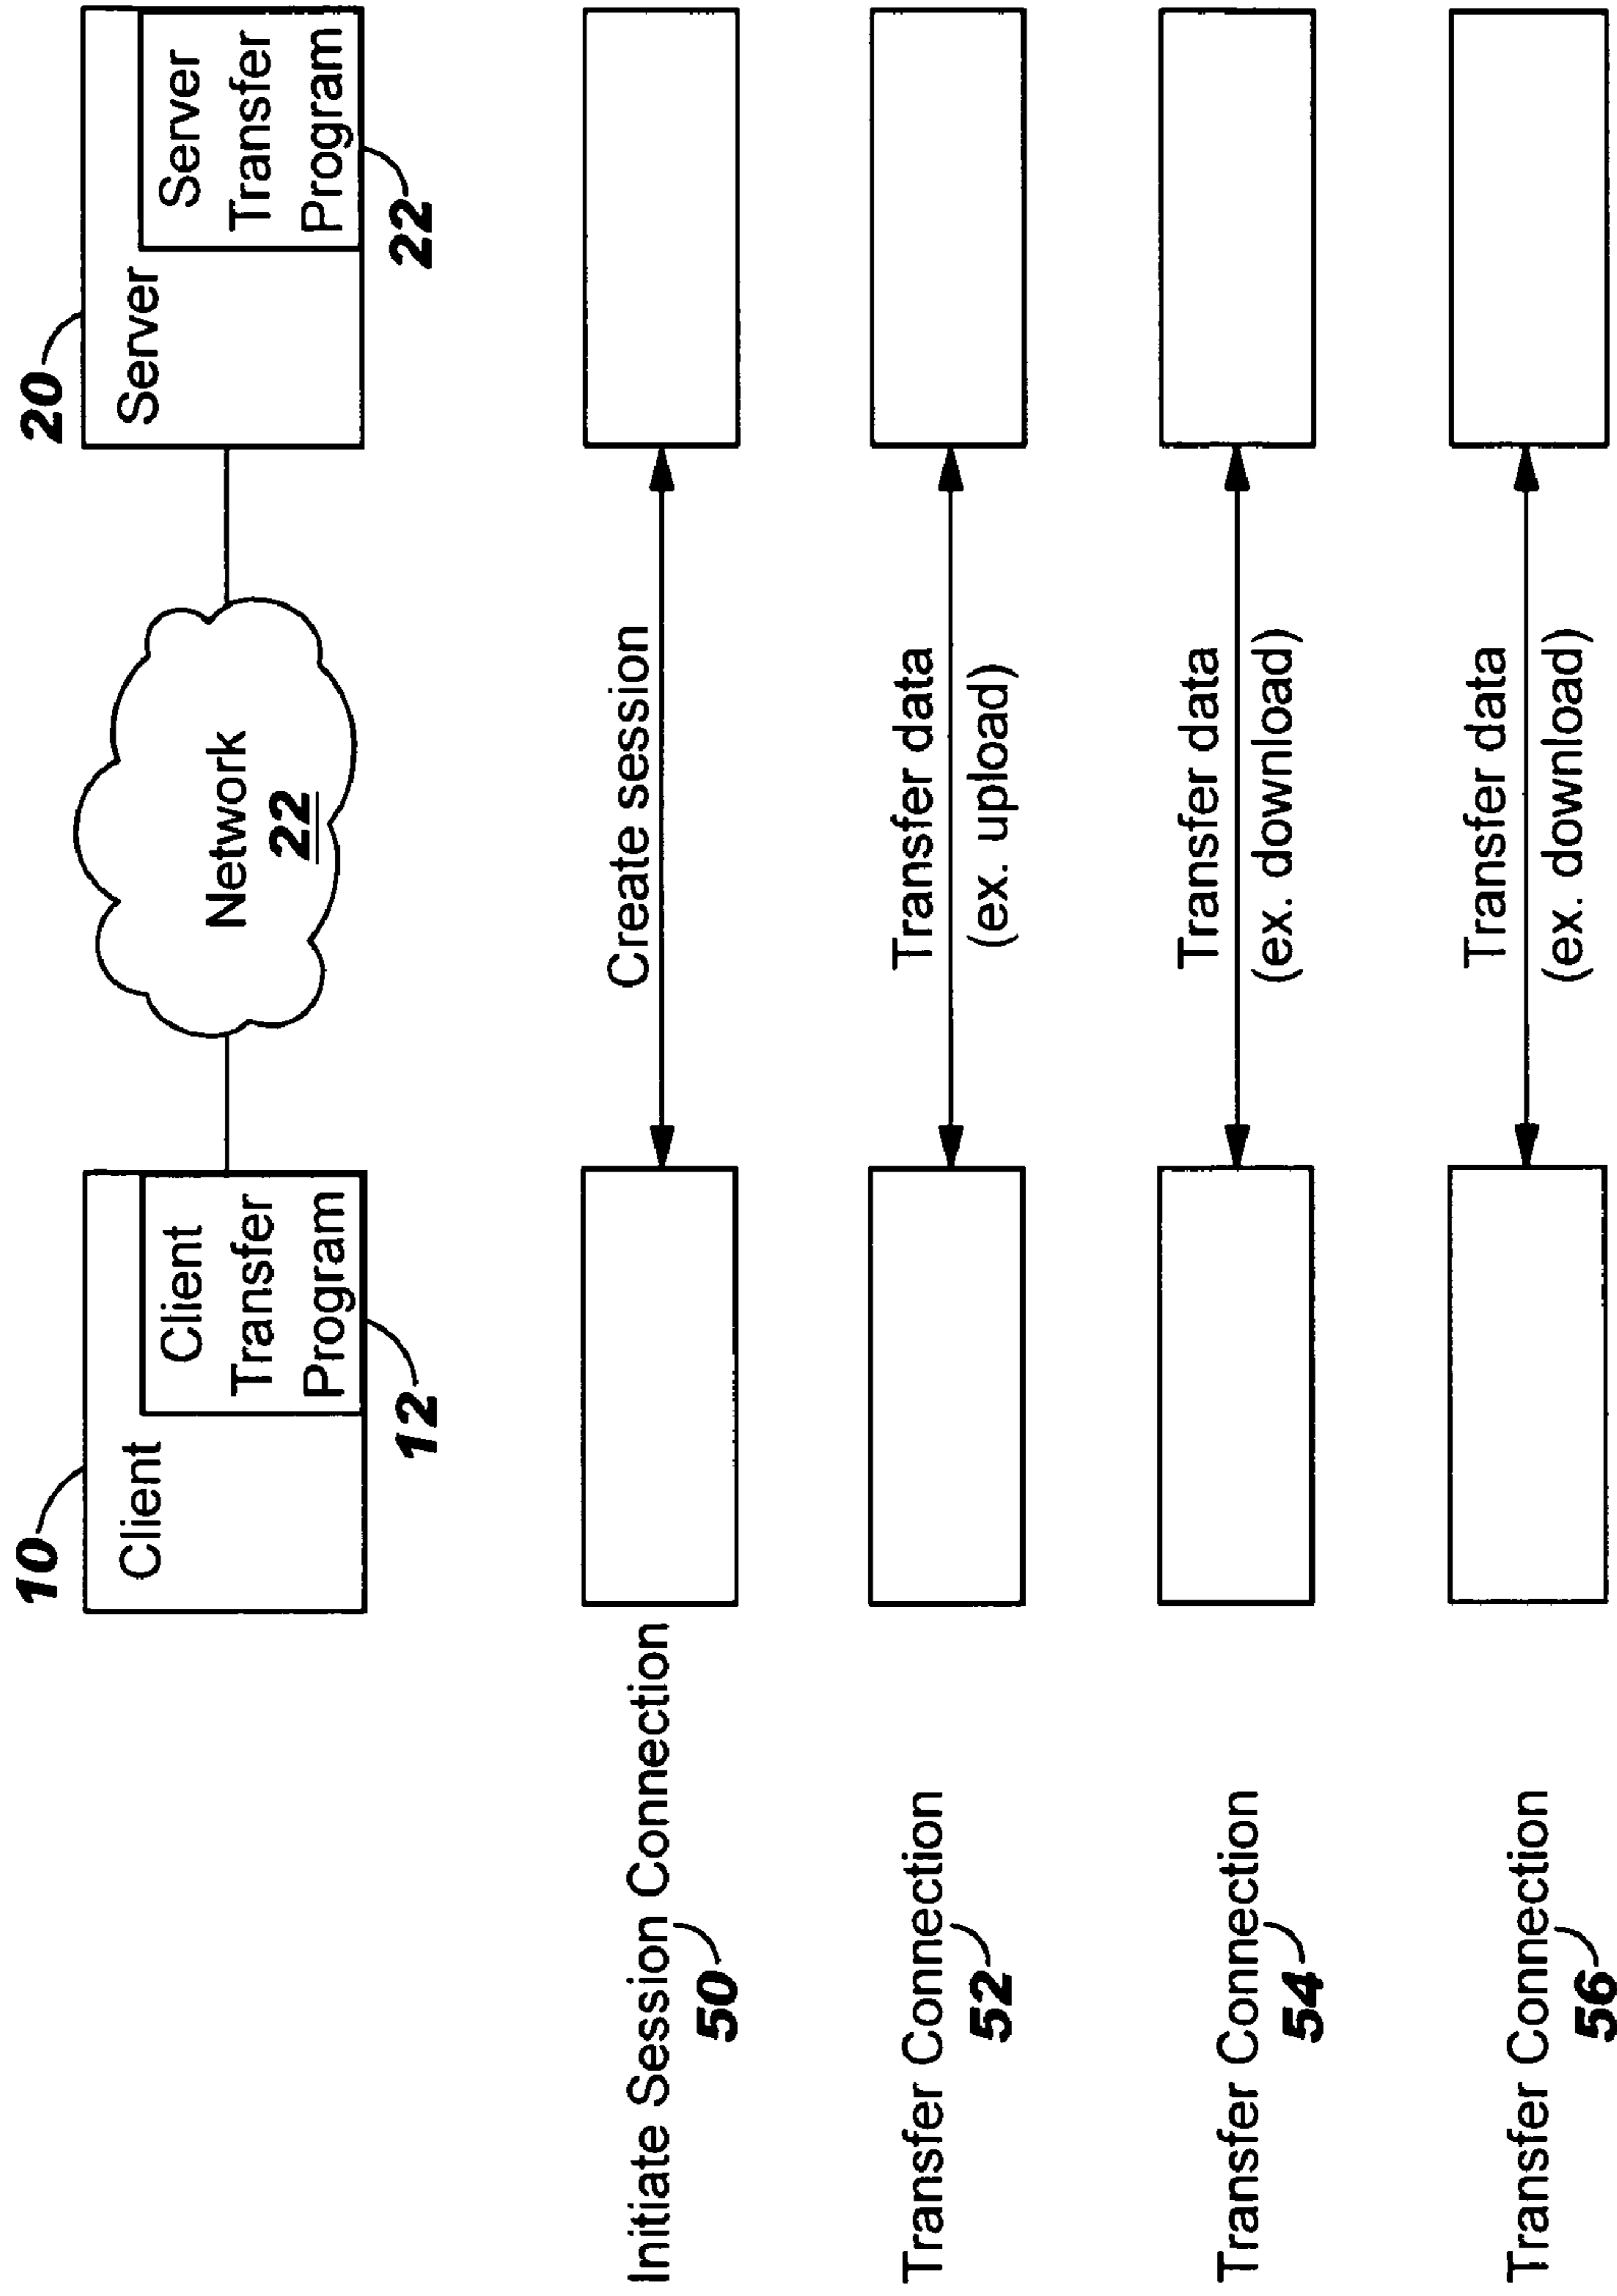 10
Client
Client
Transfer
Program
12
Network
22
20
Server
Server
Transfer
Program
22
Initiate Session Connection
50
Create session
Transfer Connection
52
Transfer data
(ex. upload)
Transfer Connection
54
Transfer data
(ex. download)
Transfer Connection
56
Transfer data
(ex. download)